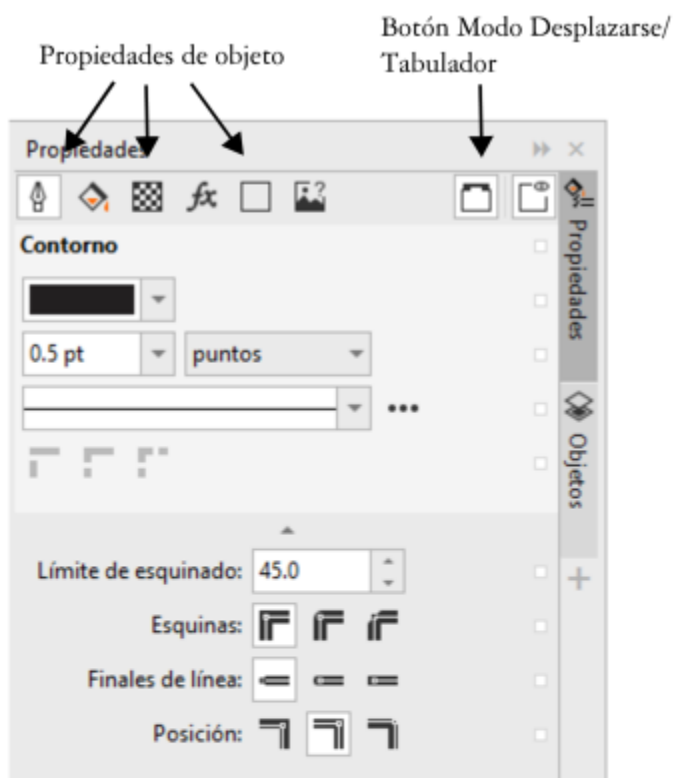 Propiedades de objeto
Botón Modo Desplazarse/
Tabulador
Propiedades
fx
?
Contorno
0.5 pt
puntos
Límite de esquinado: 45.0
Esquinas:
Finales de línea:
Posición:
Propiedades
Objetos